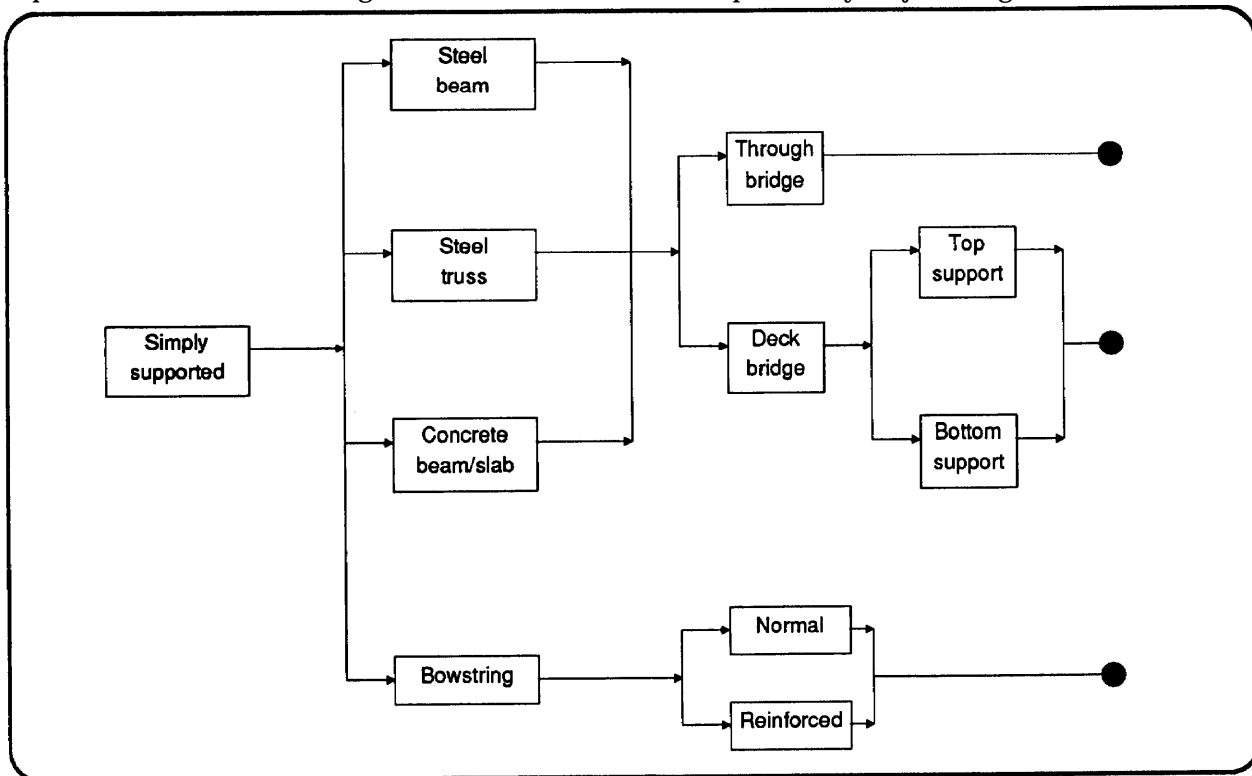 Steel
beam
Through
bridge
Steel
truss
Top
support
Simply
supported
Deck
bridge
Concrete
beam/slab
Bottom
support
Normal
Bowstring
Reinforced